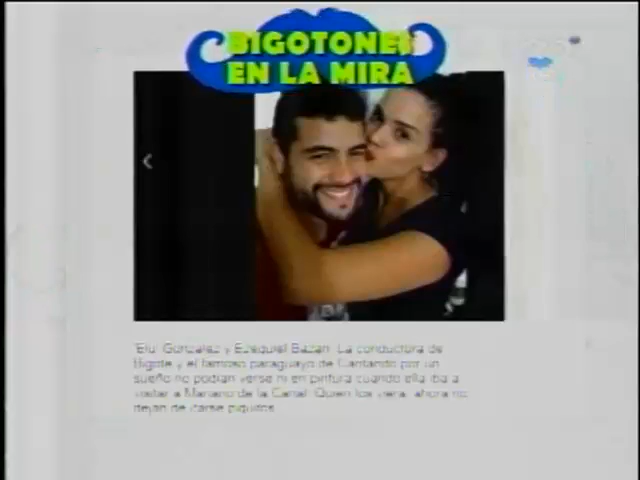 BIGOTONES
EN LA MIRA
Gonzalez y Ezequiel Bazan. La conductora de
Bigote y el famoso paraguayo de Cantando por un
sueño no podían verse ni en pintura cuando ella iba a
visitar a Mariano de la Canal. Quien los viera, ahora no
dejan de darse piquitos